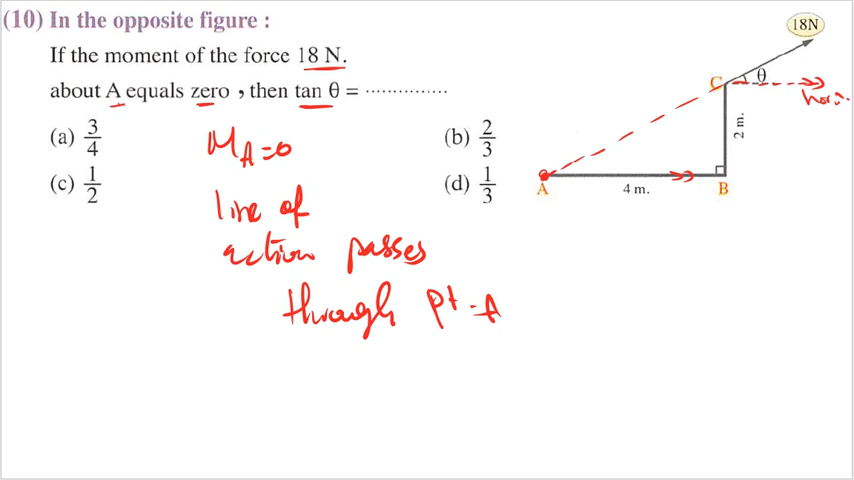 (10) In the opposite figure :
If the moment of the force 18 N.
about A equals zero , then tan θ = ...............
(a) 3/4
(b) 2/3
(c) 1/2
(d) 1/3
M_A = 0
line of
action passes
through pt. A
18N
C
θ
hor.
2 m.
A
4 m.
B